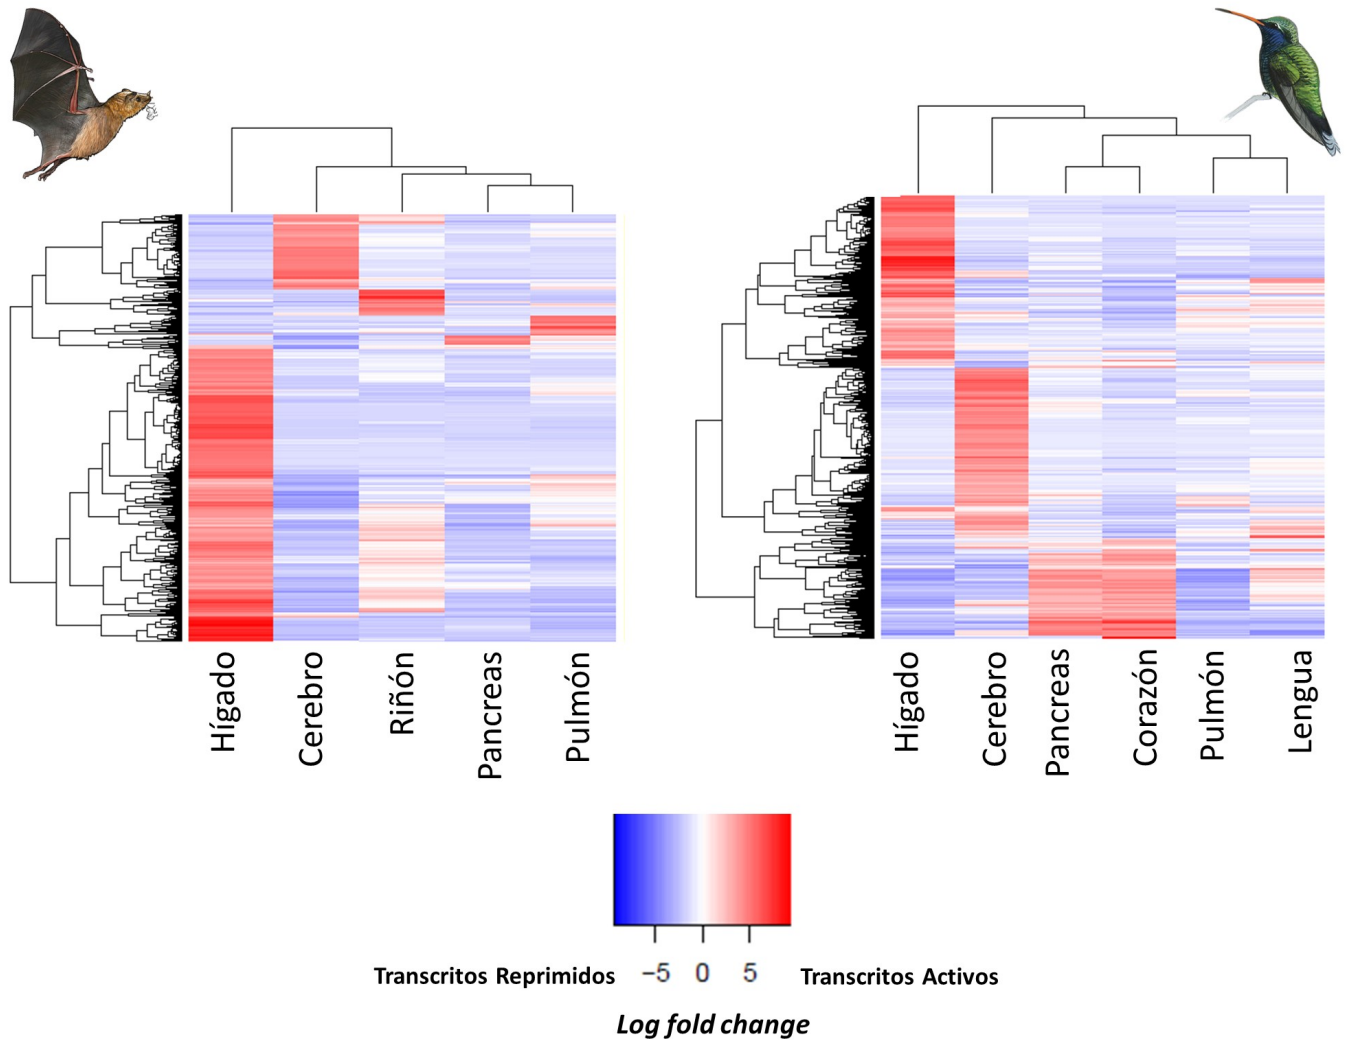 Hígado
Cerebro
Riñón
Pancreas
Pulmón
Hígado
Cerebro
Pancreas
Corazón
Pulmón
Lengua
Transcritos Reprimidos
−5 0 5
Transcritos Activos
Log fold change